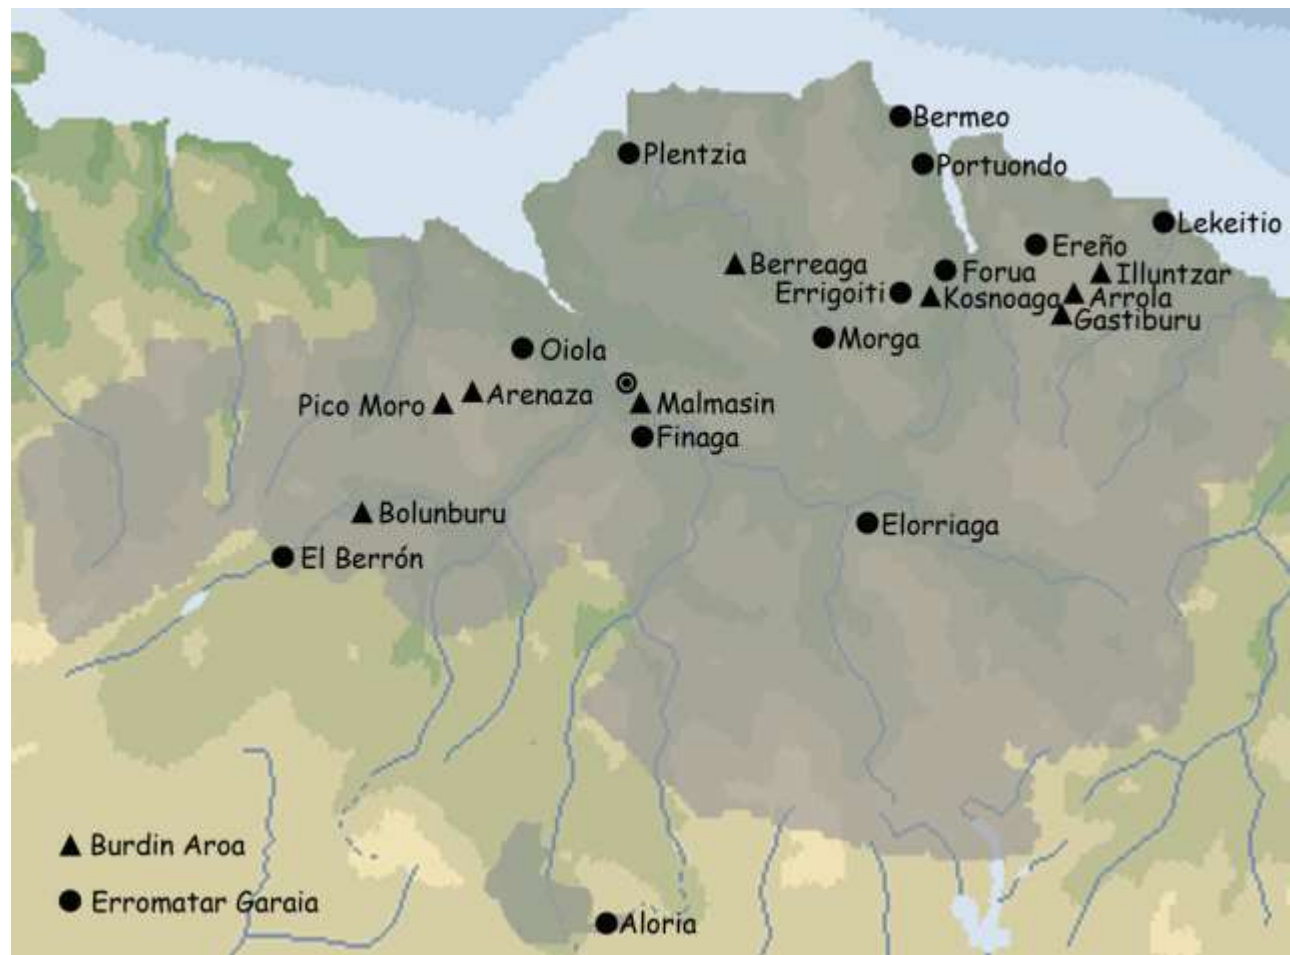 Bermeo
Plentzia
Portuondo
Lekeitio
Ereño
Berreaga
Forua
Illuntzar
Errigoiti
Kosnoaga
Arrola
Gastiburu
Morga
Oiola
Arenaza
Pico Moro
Malmasin
Finaga
Bolunburu
Elorriaga
El Berrón
Burdin Aroa
Erromatar Garaia
Aloria